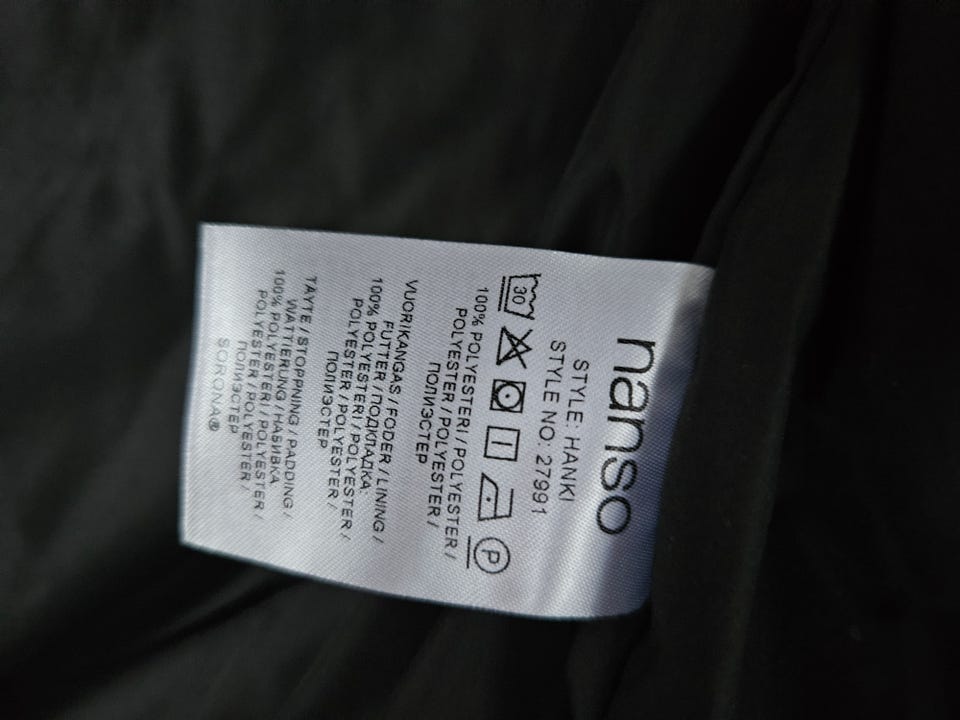 nanso
STYLE: HANKI
STYLE NO: 27991
30
P
100% POLYESTERI / POLYESTER /
POLYESTER / POLYESTER /
ПОЛИЭСТЕР
VUORIKANGAS / FODER / LINING /
FUTTER / ПОДКЛАДКА:
100% POLYESTERI / POLYESTER /
POLYESTER / POLYESTER /
ПОЛИЭСТЕР
TÄYTE / STOPPNING / PADDING /
WATTIERUNG / НАБИВКА
100% POLYESTERI / POLYESTER /
POLYESTER / POLYESTER /
ПОЛИЭСТЕР
SORONA®